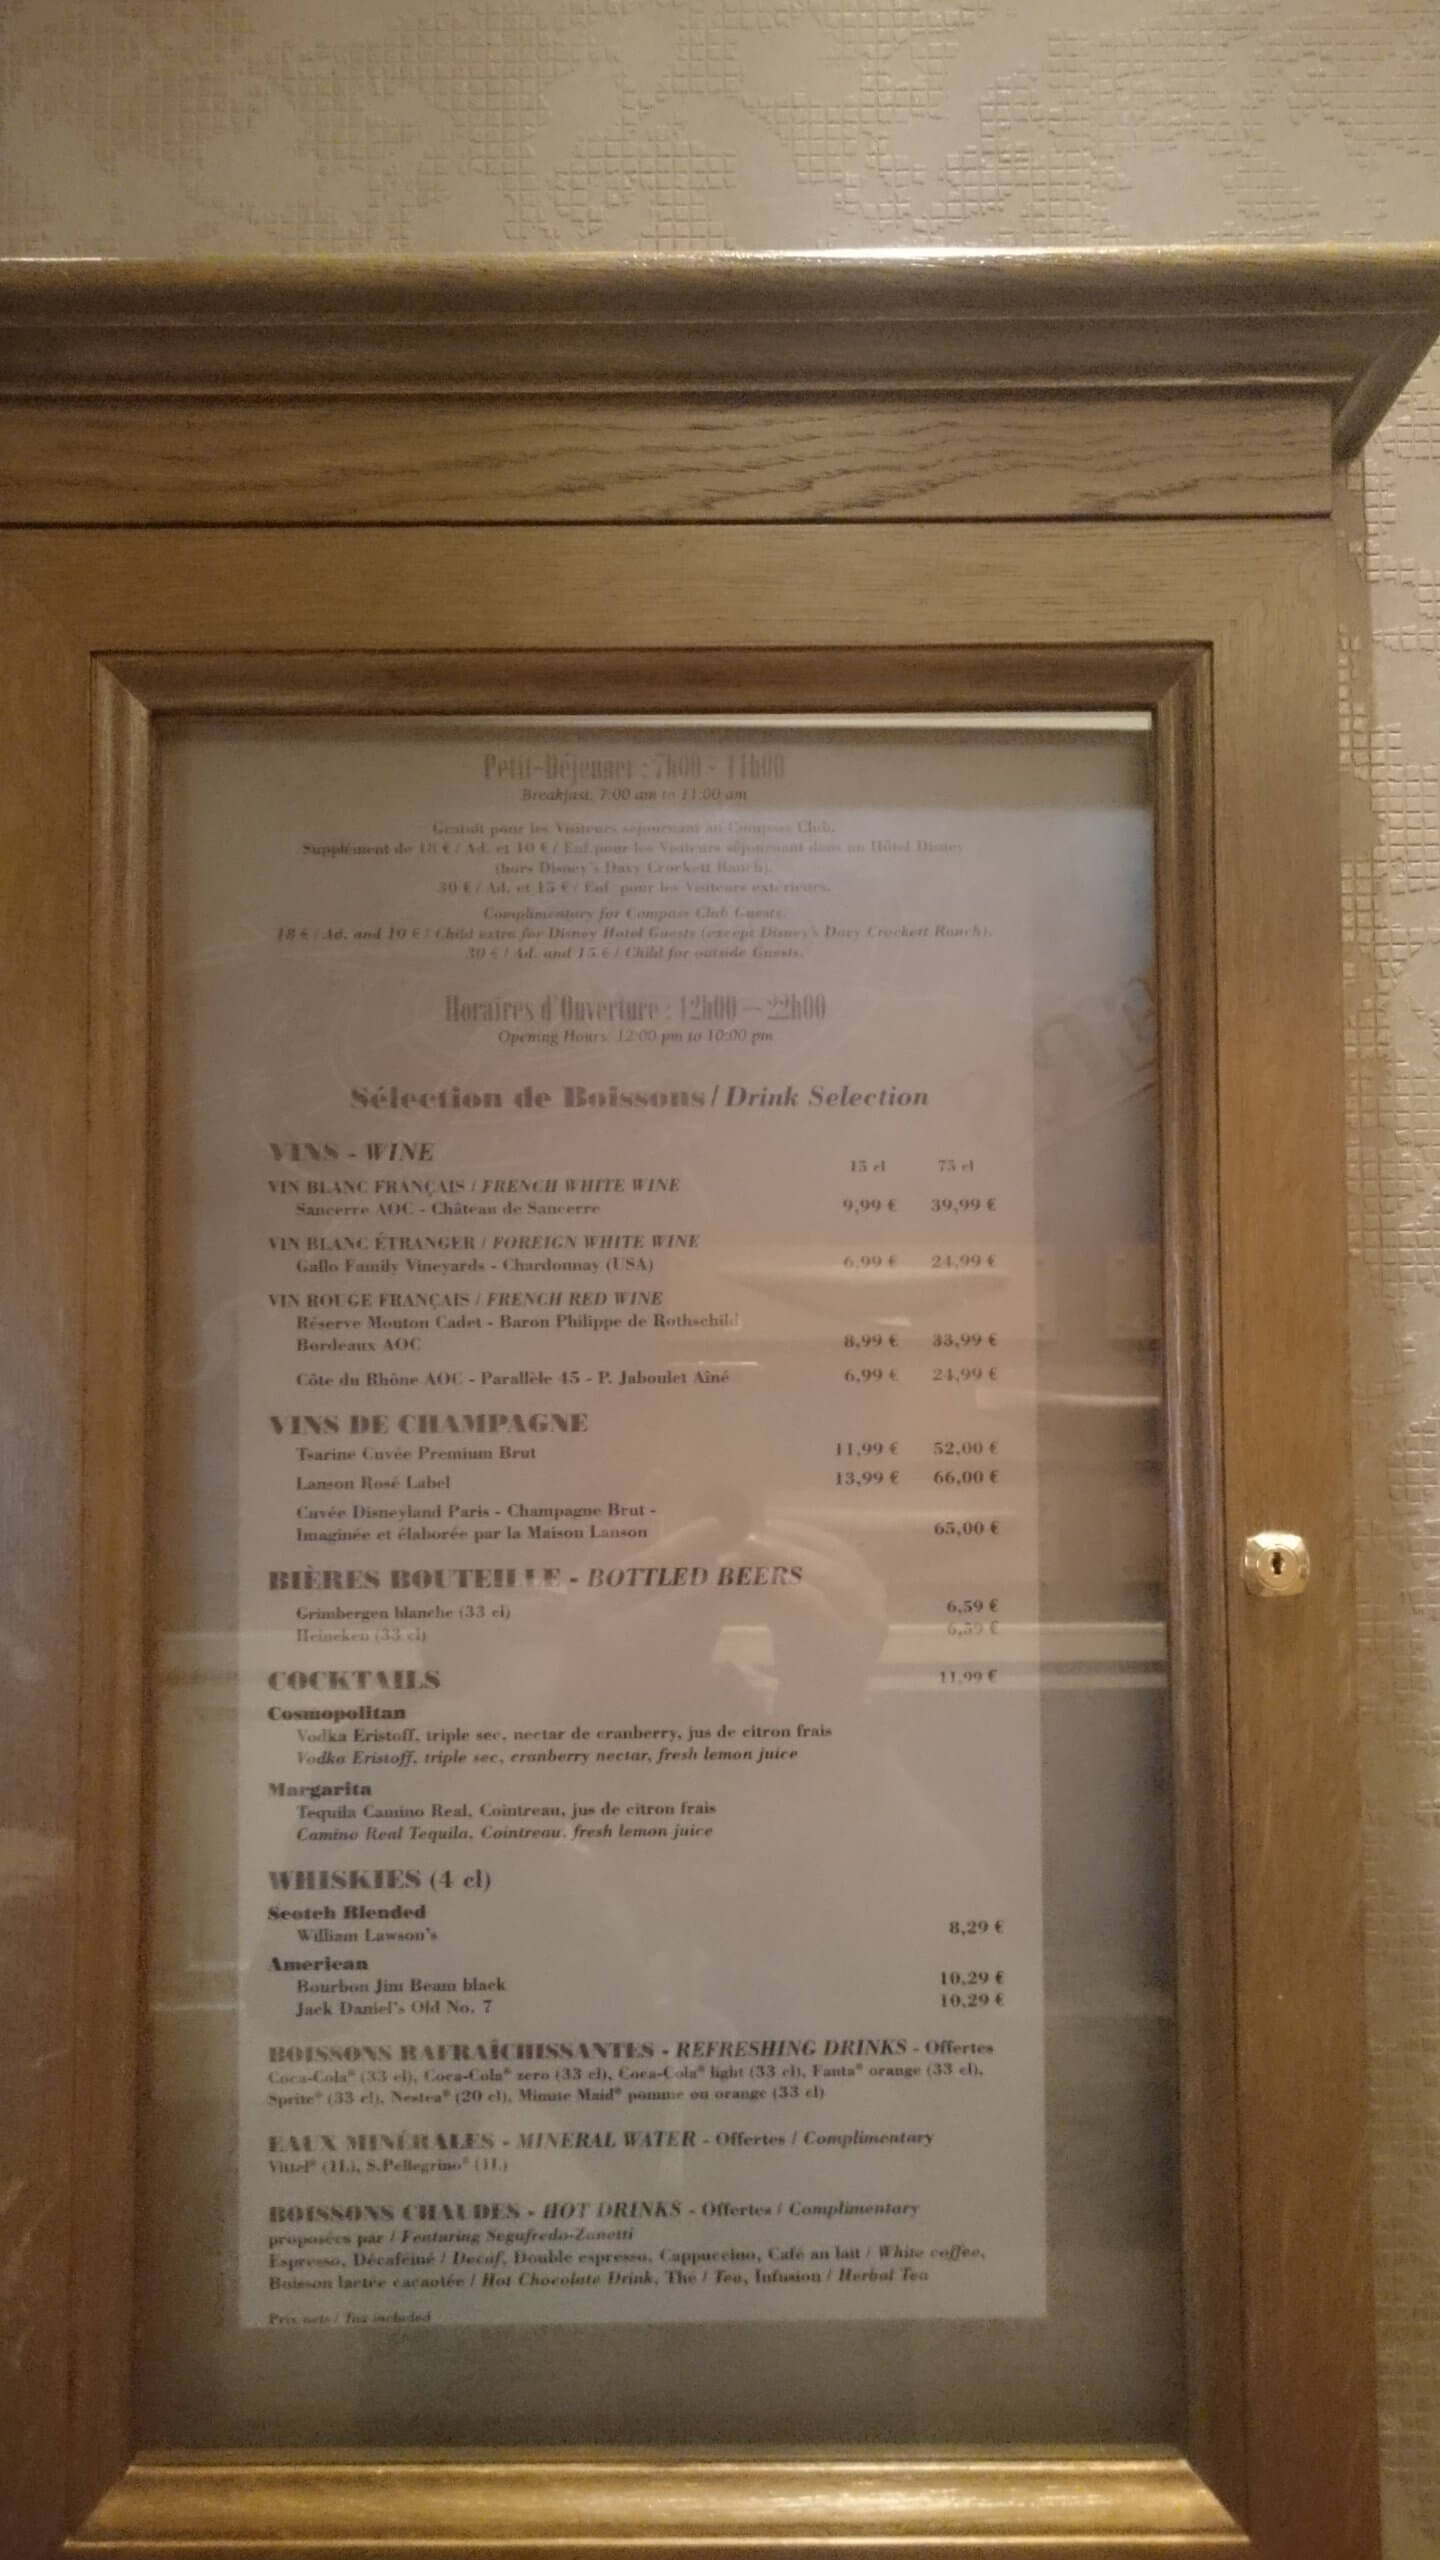 Petit-Déjeuner : 7h00 - 11h00
Breakfast: 7:00 am to 11:00 am
Gratuit pour les Visiteurs séjournant au Compass Club.
Supplément de 18 € / Ad. et 10 € / Enf. pour les Visiteurs séjournant dans un Hôtel Disney
(hors Disney's Davy Crockett Ranch).
30 € / Ad. et 15 € / Enf. pour les Visiteurs extérieurs.
Complimentary for Compass Club Guests.
18 € / Ad. and 10 € / Child extra for Disney Hotel Guests (except Disney's Davy Crockett Ranch).
30 € / Ad. and 15 € / Child for outside Guests.
Horaires d'Ouverture : 12h00 – 22h00
Opening Hours: 12:00 pm to 10:00 pm
Sélection de Boissons / Drink Selection
VINS - WINE
15 cl 75 cl
VIN BLANC FRANÇAIS / FRENCH WHITE WINE
Sancerre AOC - Château de Sancerre 9,99 € 39,99 €
VIN BLANC ÉTRANGER / FOREIGN WHITE WINE
Gallo Family Vineyards - Chardonnay (USA) 6,99 € 24,99 €
VIN ROUGE FRANÇAIS / FRENCH RED WINE
Réserve Mouton Cadet - Baron Philippe de Rothschild
Bordeaux AOC 8,99 € 33,99 €
Côte du Rhône AOC - Parallèle 45 - P. Jaboulet Aîné 6,99 € 24,99 €
VINS DE CHAMPAGNE
Tsarine Cuvée Premium Brut 11,99 € 52,00 €
Lanson Rosé Label 13,99 € 66,00 €
Cuvée Disneyland Paris - Champagne Brut -
Imaginée et élaborée par la Maison Lanson 65,00 €
BIÈRES BOUTEILLE - BOTTLED BEERS
Grimbergen blanche (33 cl) 6,59 €
Heineken (33 cl) 6,59 €
COCKTAILS 11,99 €
Cosmopolitan
Vodka Eristoff, triple sec, nectar de cranberry, jus de citron frais
Vodka Eristoff, triple sec, cranberry nectar, fresh lemon juice
Margarita
Tequila Camino Real, Cointreau, jus de citron frais
Camino Real Tequila, Cointreau, fresh lemon juice
WHISKIES (4 cl)
Scotch Blended
William Lawson's 8,29 €
American
Bourbon Jim Beam black 10,29 €
Jack Daniel's Old No. 7 10,29 €
BOISSONS RAFRAÎCHISSANTES - REFRESHING DRINKS - Offertes
Coca-Cola® (33 cl), Coca-Cola® zero (33 cl), Coca-Cola® light (33 cl), Fanta® orange (33 cl),
Sprite® (33 cl), Nestea® (20 cl), Minute Maid® pomme ou orange (33 cl)
EAUX MINÉRALES - MINERAL WATER - Offertes / Complimentary
Vittel® (1L), S.Pellegrino® (1L)
BOISSONS CHAUDES - HOT DRINKS - Offertes / Complimentary
proposées par / Featuring Segafredo-Zanetti
Espresso, Décaféiné / Decaf, Double espresso, Cappuccino, Café au lait / White coffee,
Boisson lactée cacaotée / Hot Chocolate Drink, Thé / Tea, Infusion / Herbal Tea
Prix nets / Tax included